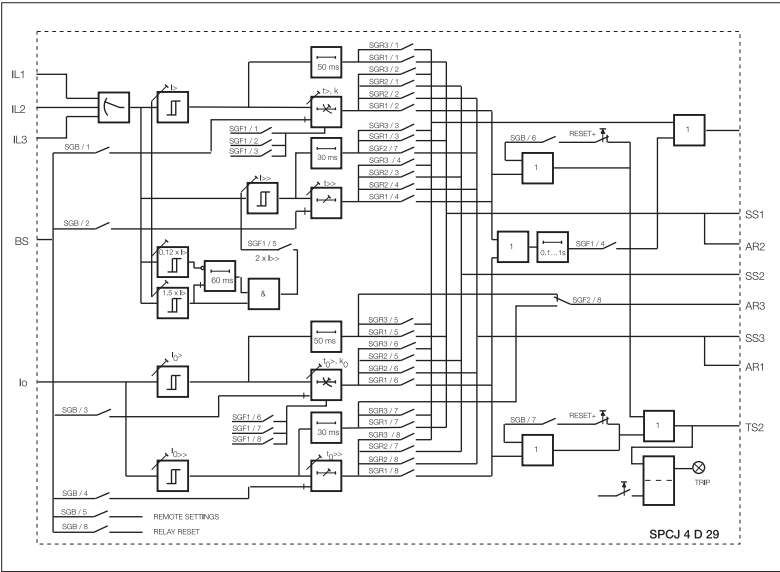 SGR3 / 1
50 ms
SGR1 / 1
SGR3 / 2
I>
t>, k
SGR2 / 1
IL1
SGR2 / 2
SGR1 / 2
IL2
SGF1 / 1
SGR3 / 3
1
IL3
SGF1 / 2
SGR1 / 3
SGB / 6
RESET+
SGB / 1
SGF1 / 3
30 ms
SGF2 / 7
1
SGR3 / 4
I>>
t>>
SGR2 / 3
SGR2 / 4
SGR1 / 4
SS1
SGB / 2
BS
SGF1 / 5
1
0.1...1s
SGF1 / 4
AR2
0.12 x I>
2 x I>>
60 ms
SS2
1.5 x I>
&
SGF2 / 8
AR3
SGR3 / 5
I0>
50 ms
SGR1 / 5
SS3
t0>, k0
SGR3 / 6
SGR2 / 5
SGR2 / 6
AR1
Io
SGR1 / 6
SGB / 3
SGF1 / 6
SGR3 / 7
SGB / 7
RESET+
SGF1 / 7
SGR1 / 7
1
TS2
SGF1 / 8
30 ms
SGR3 / 8
1
I0>>
t0>>
SGR2 / 7
SGR2 / 8
SGR1 / 8
TRIP
SGB / 4
SGB / 5
REMOTE SETTINGS
SGB / 8
RELAY RESET
SPCJ 4 D 29